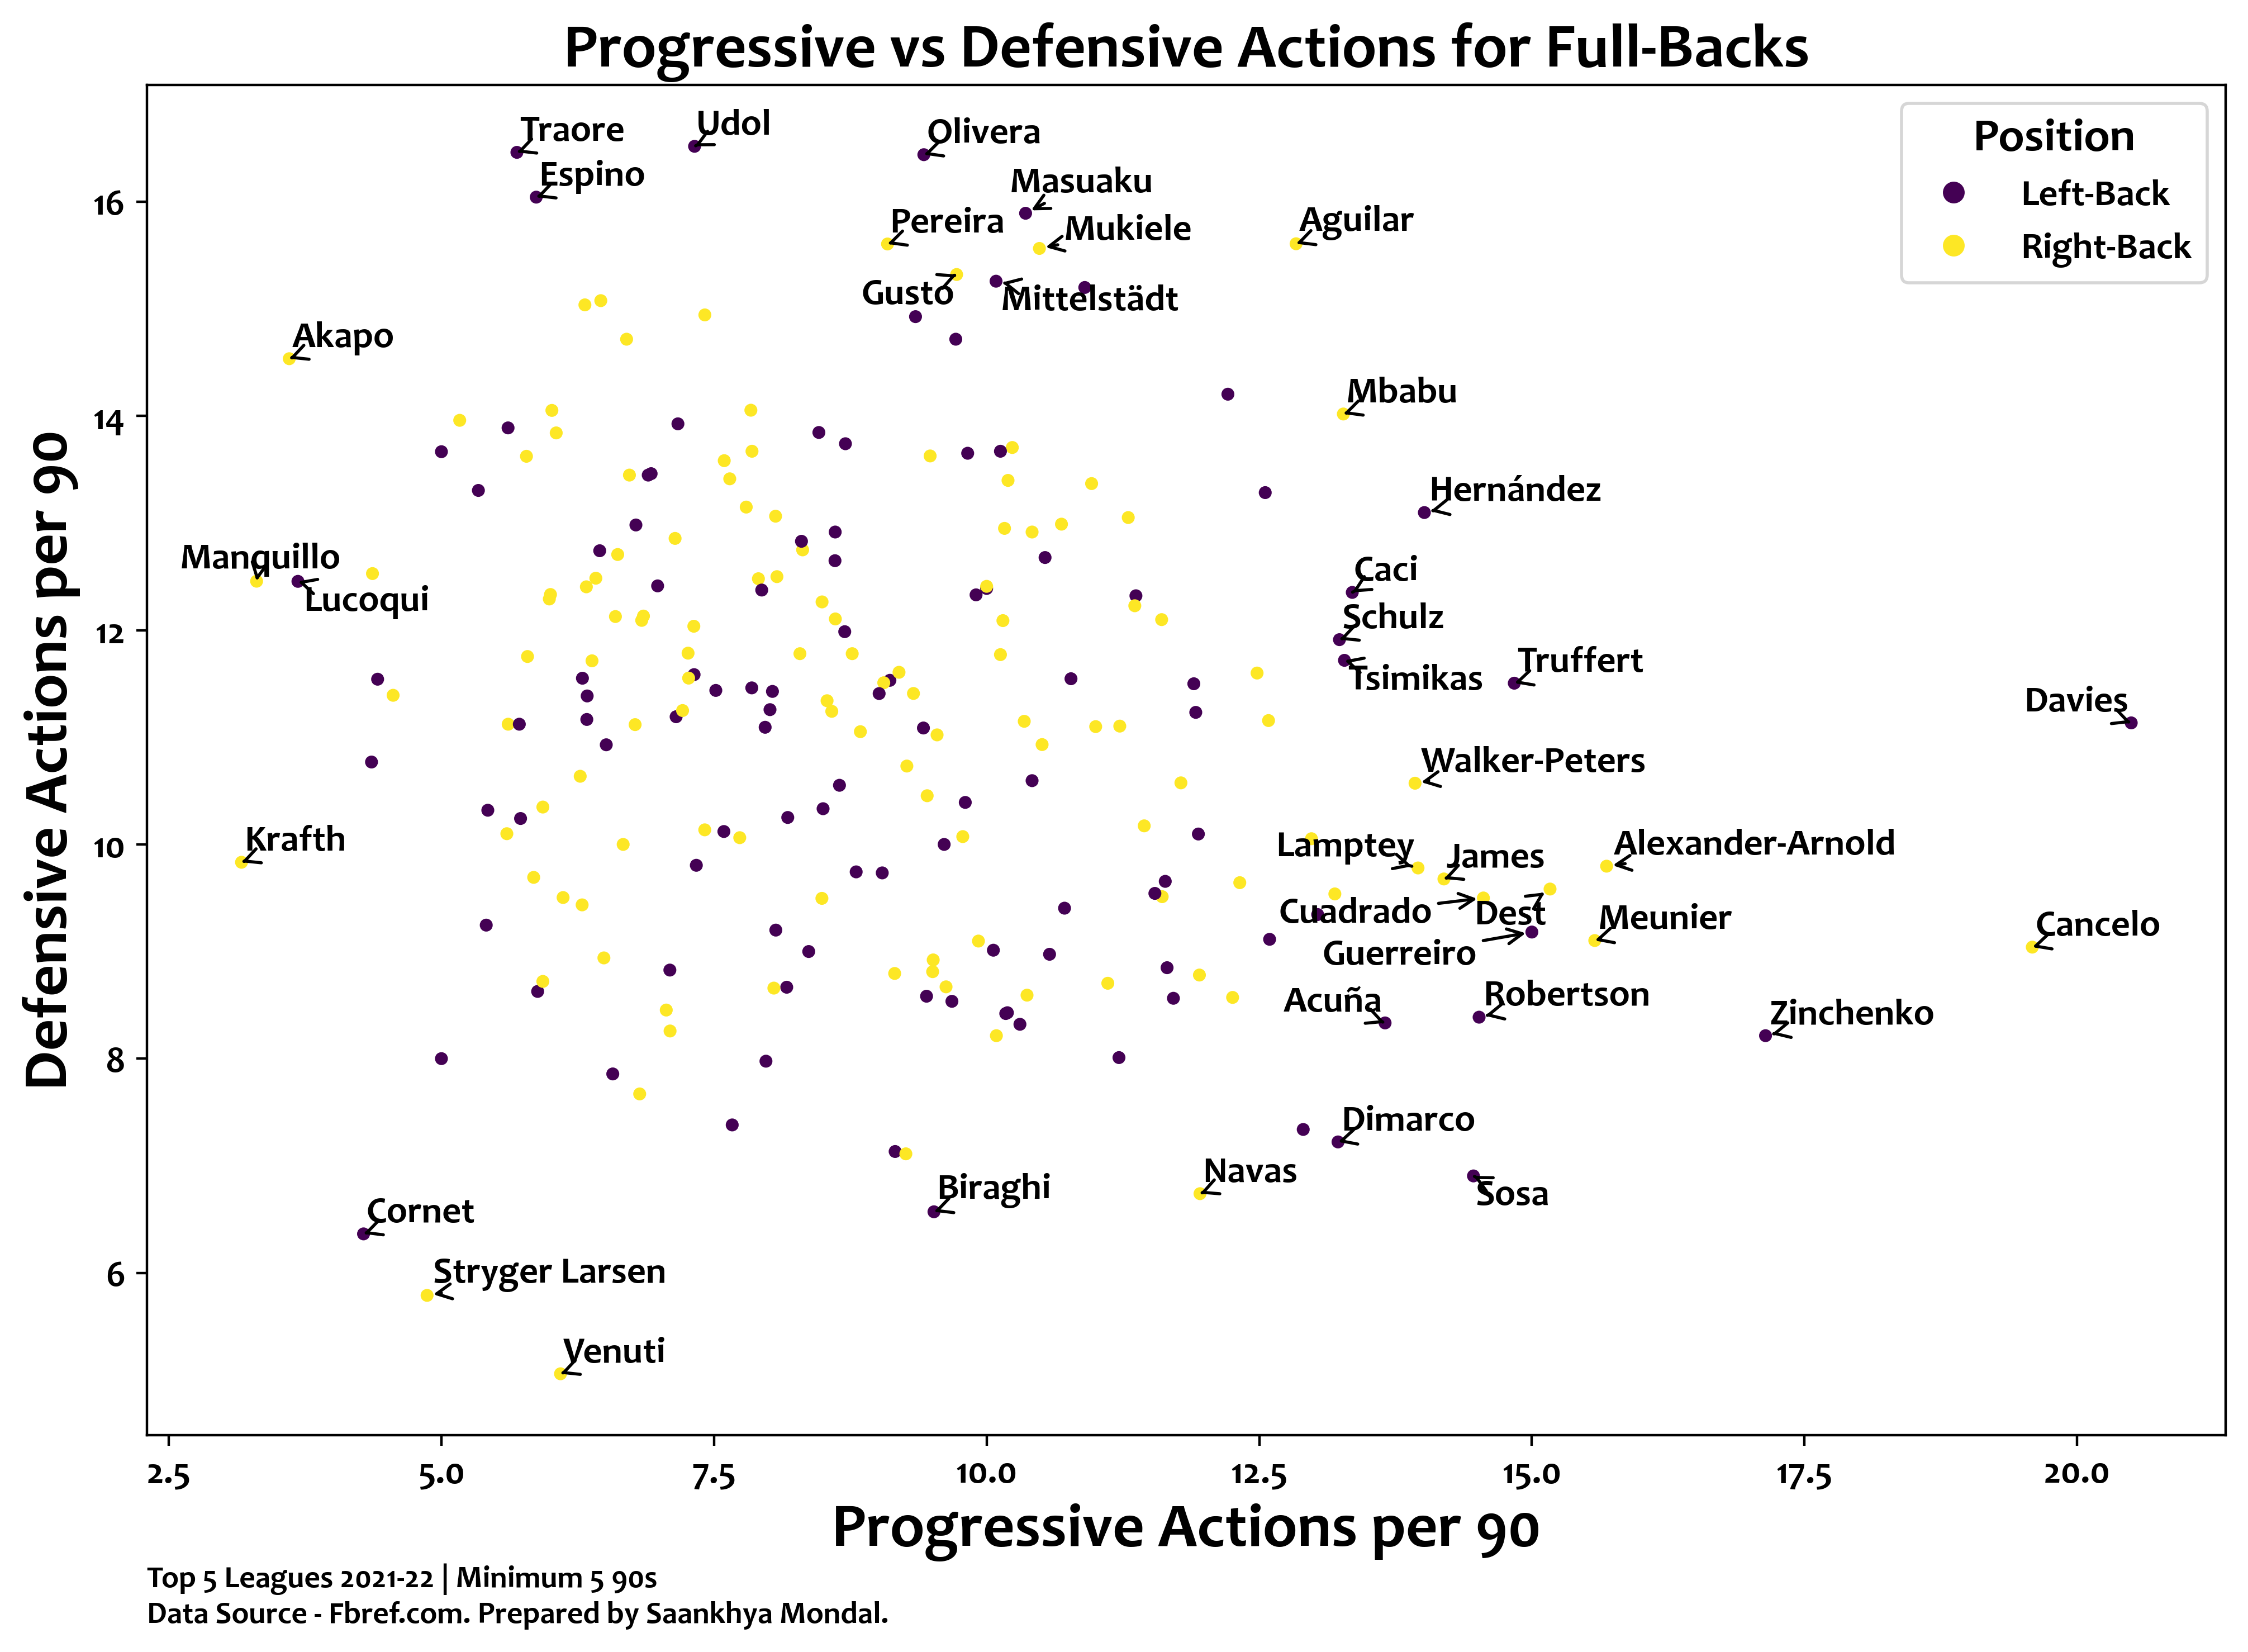 Progressive vs Defensive Actions for Full-Backs
Traore
Udol
Olivera
Espino
Masuaku
Pereira
Mukiele
Aguilar
Gusto
Mittelstädt
Position
Left-Back
Right-Back
Akapo
Mbabu
Hernández
Manquillo
Lucoqui
Caci
Schulz
Tsimikas
Truffert
Davies
Walker-Peters
Krafth
Lamptey
James
Alexander-Arnold
Cuadrado
Dest
Meunier
Cancelo
Guerreiro
Acuña
Robertson
Zinchenko
Dimarco
Navas
Biraghi
Sosa
Cornet
Stryger Larsen
Venuti
16
14
12
10
8
6
Defensive Actions per 90
2.5 5.0 7.5 10.0 12.5 15.0 17.5 20.0
Progressive Actions per 90
Top 5 Leagues 2021-22 | Minimum 5 90s
Data Source - Fbref.com. Prepared by Saankhya Mondal.